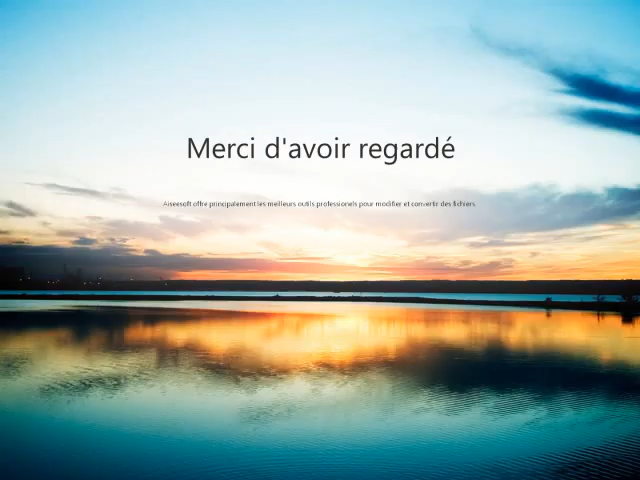 Merci d'avoir regardé
Aiseesoft offre principalement les meilleurs outils professionels pour modifier et convertir des fichiers.